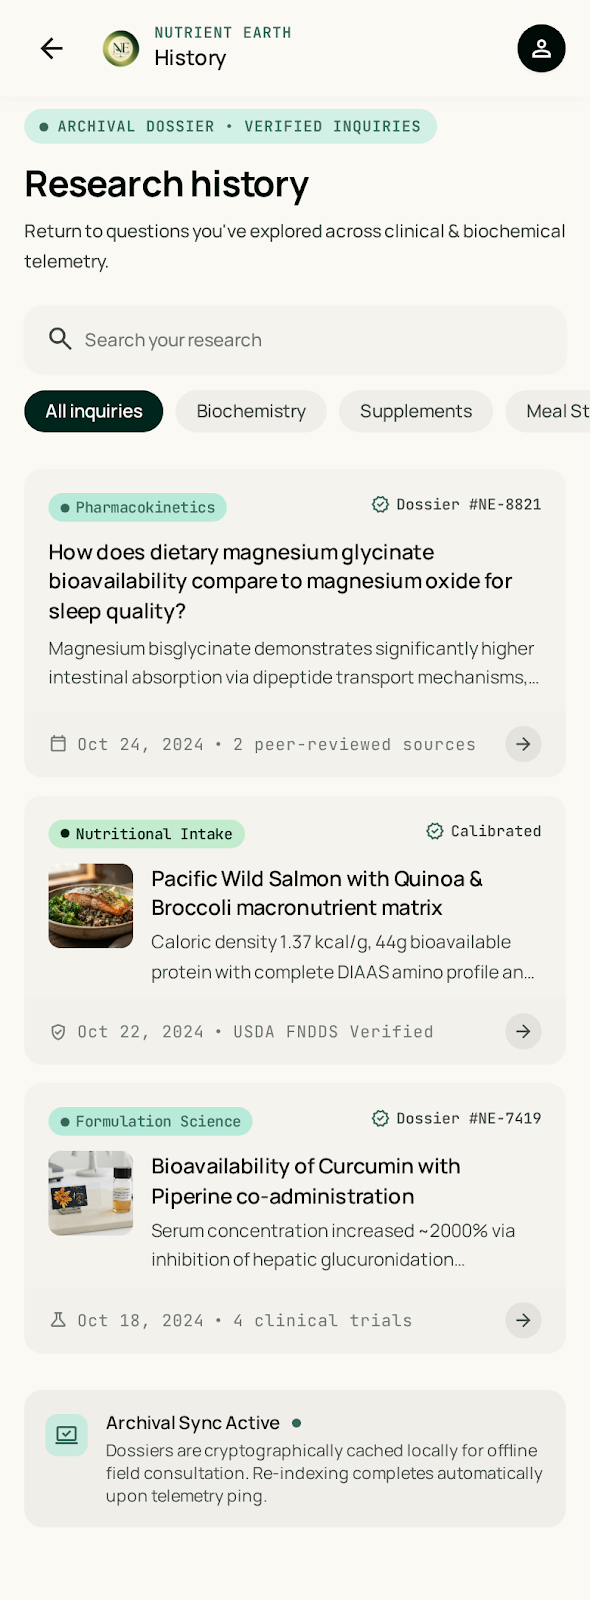 NUTRIENT EARTH
NE
History
ARCHIVAL DOSSIER • VERIFIED INQUIRIES
Research history
Return to questions you've explored across clinical & biochemical
telemetry.
Search your research
All inquiries
Biochemistry
Supplements
Meal St
Pharmacokinetics
Dossier #NE-8821
How does dietary magnesium glycinate
bioavailability compare to magnesium oxide for
sleep quality?
Magnesium bisglycinate demonstrates significantly higher
intestinal absorption via dipeptide transport mechanisms,...
Oct 24, 2024 • 2 peer-reviewed sources
Nutritional Intake
Calibrated
Pacific Wild Salmon with Quinoa &
Broccoli macronutrient matrix
Caloric density 1.37 kcal/g, 44g bioavailable
protein with complete DIAAS amino profile an...
Oct 22, 2024 • USDA FNDDS Verified
Formulation Science
Dossier #NE-7419
Bioavailability of Curcumin with
Piperine co-administration
Serum concentration increased ~2000% via
inhibition of hepatic glucuronidation...
Oct 18, 2024 • 4 clinical trials
Archival Sync Active
Dossiers are cryptographically cached locally for offline
field consultation. Re-indexing completes automatically
upon telemetry ping.